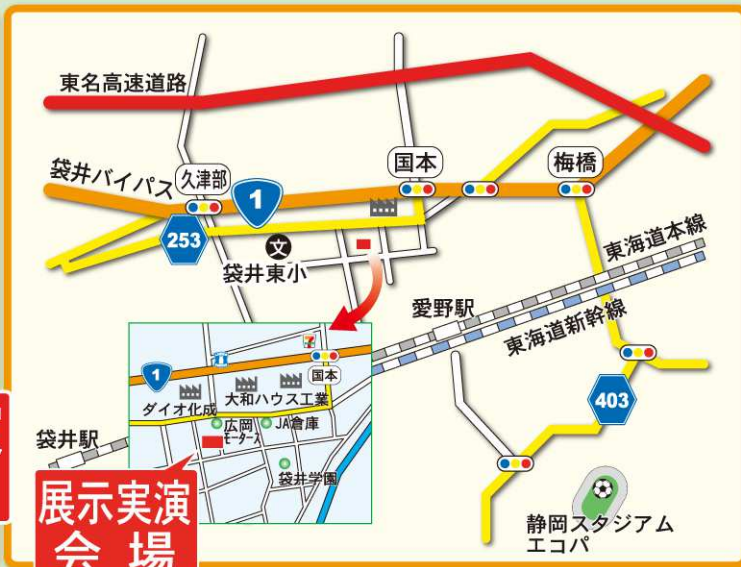 東名高速道路
袋井バイパス
久津部
1
国本
梅橋
253
文
袋井東小
東海道本線
愛野駅
東海道新幹線
1
7
国本
ダイオ化成
大和ハウス工業
広岡
モータース
JA倉庫
袋井学園
403
袋井駅
展示実演
会場
静岡スタジアム
エコパ